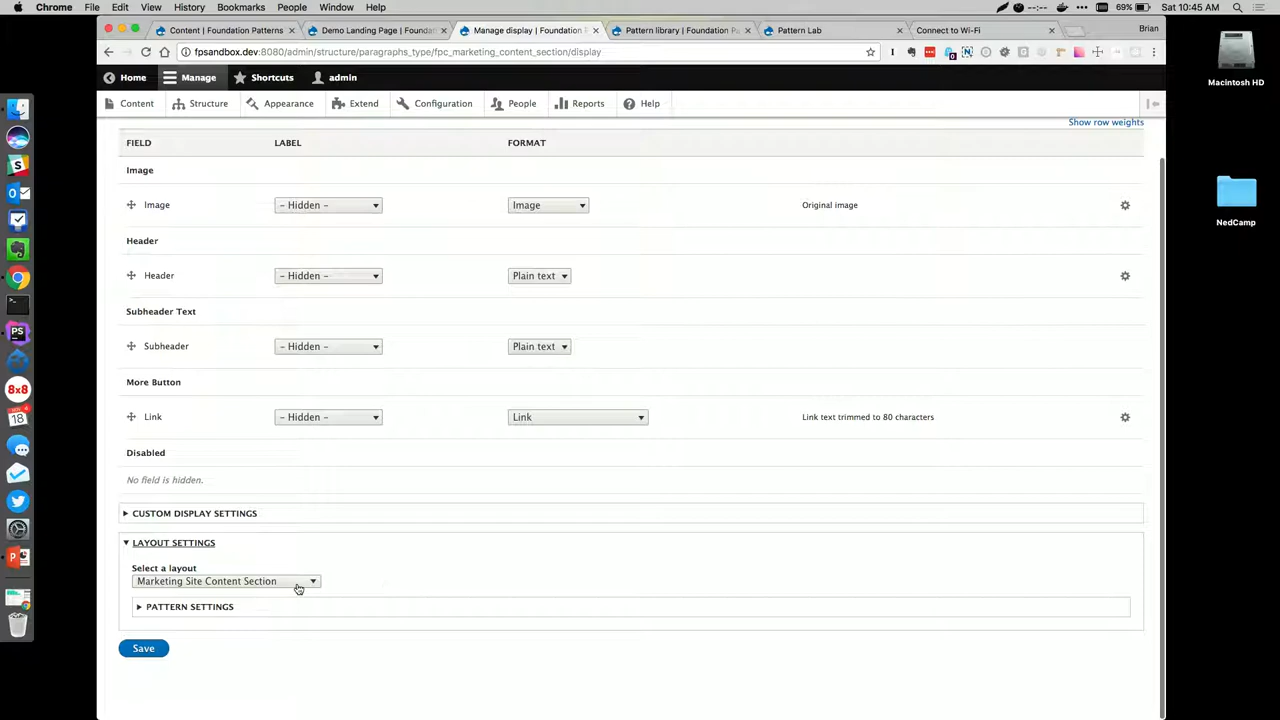 Chrome File Edit View History Bookmarks People Window Help 69% Sat 10:45 AM
Content | Foundation Patterns Demo Landing Page | Foundat Manage display | Foundation P Pattern library | Foundation Pa Pattern Lab Connect to Wi-Fi Brian
fpsandbox.dev:8080/admin/structure/paragraphs_type/fpc_marketing_content_section/display
Home Manage Shortcuts admin
Content Structure Appearance Extend Configuration People Reports Help
Show row weights
FIELD LABEL FORMAT
Image
Image - Hidden - Image Original image
Header
Header - Hidden - Plain text
Subheader Text
Subheader - Hidden - Plain text
More Button
Link - Hidden - Link Link text trimmed to 80 characters
Disabled
No field is hidden.
CUSTOM DISPLAY SETTINGS
LAYOUT SETTINGS
Select a layout
Marketing Site Content Section
PATTERN SETTINGS
Save
Macintosh HD
NedCamp
PS
8x8
18